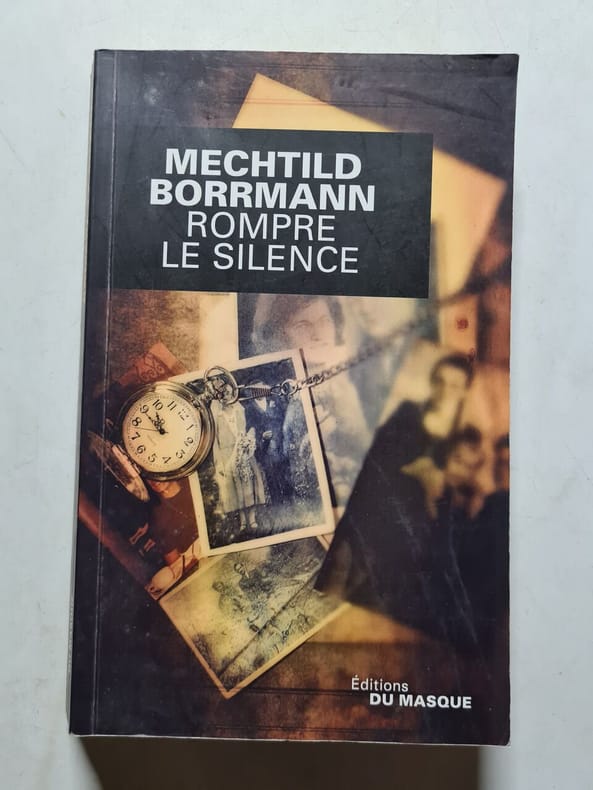 MECHTILD
BORRMANN
ROMPRE
LE SILENCE
Éditions
DU MASQUE